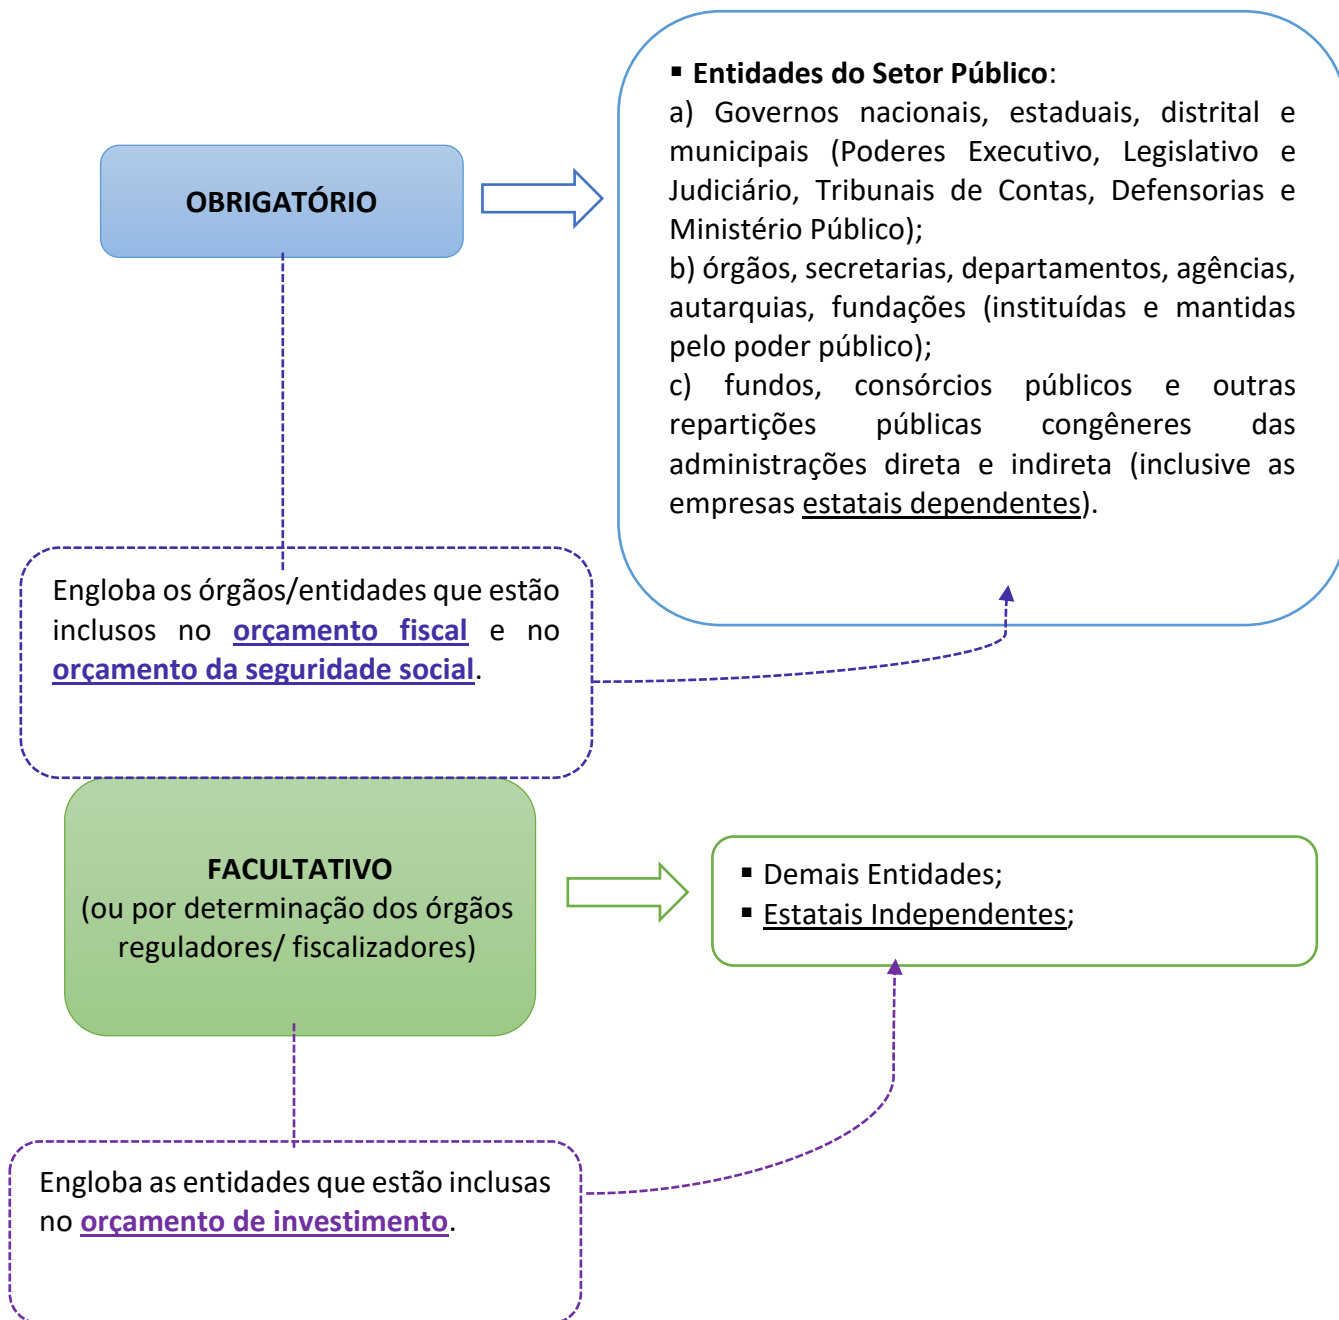 OBRIGATÓRIO
▪ Entidades do Setor Público:
a) Governos nacionais, estaduais, distrital e
municipais (Poderes Executivo, Legislativo e
Judiciário, Tribunais de Contas, Defensorias e
Ministério Público);
b) órgãos, secretarias, departamentos, agências,
autarquias, fundações (instituídas e mantidas
pelo poder público);
c) fundos, consórcios públicos e outras
repartições públicas congêneres das
administrações direta e indireta (inclusive as
empresas estatais dependentes).
Engloba os órgãos/entidades que estão
inclusos no orçamento fiscal e no
orçamento da seguridade social.
FACULTATIVO
(ou por determinação dos órgãos
reguladores/ fiscalizadores)
▪ Demais Entidades;
▪ Estatais Independentes;
Engloba as entidades que estão inclusas
no orçamento de investimento.